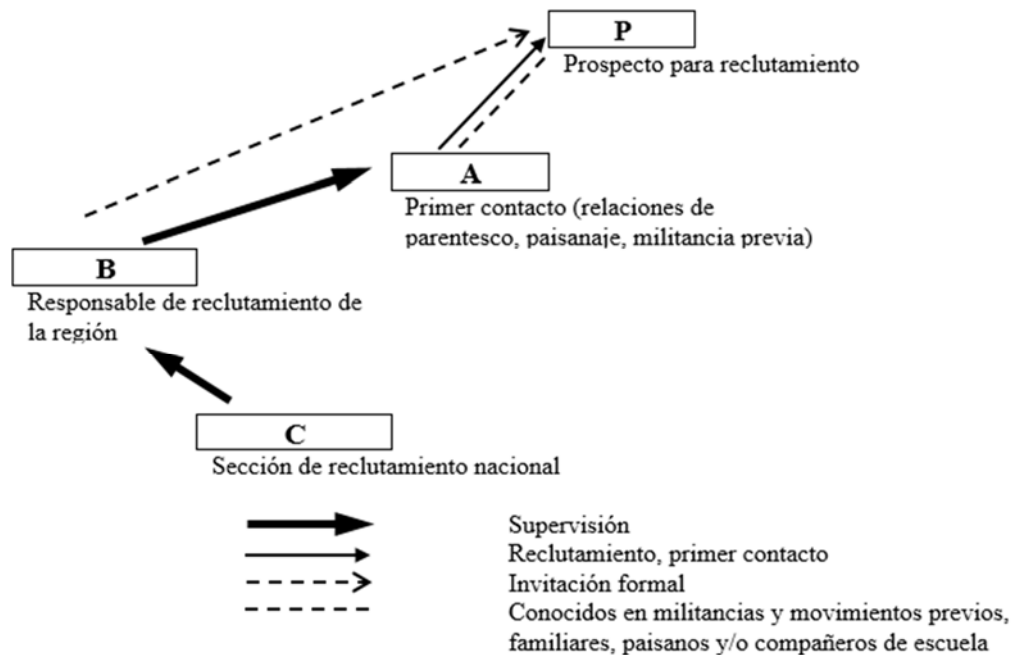 P
Prospecto para reclutamiento
A
Primer contacto (relaciones de
parentesco, paisanaje, militancia previa)
B
Responsable de reclutamiento de
la región
C
Sección de reclutamiento nacional
Supervisión
Reclutamiento, primer contacto
Invitación formal
Conocidos en militancias y movimientos previos,
familiares, paisanos y/o compañeros de escuela